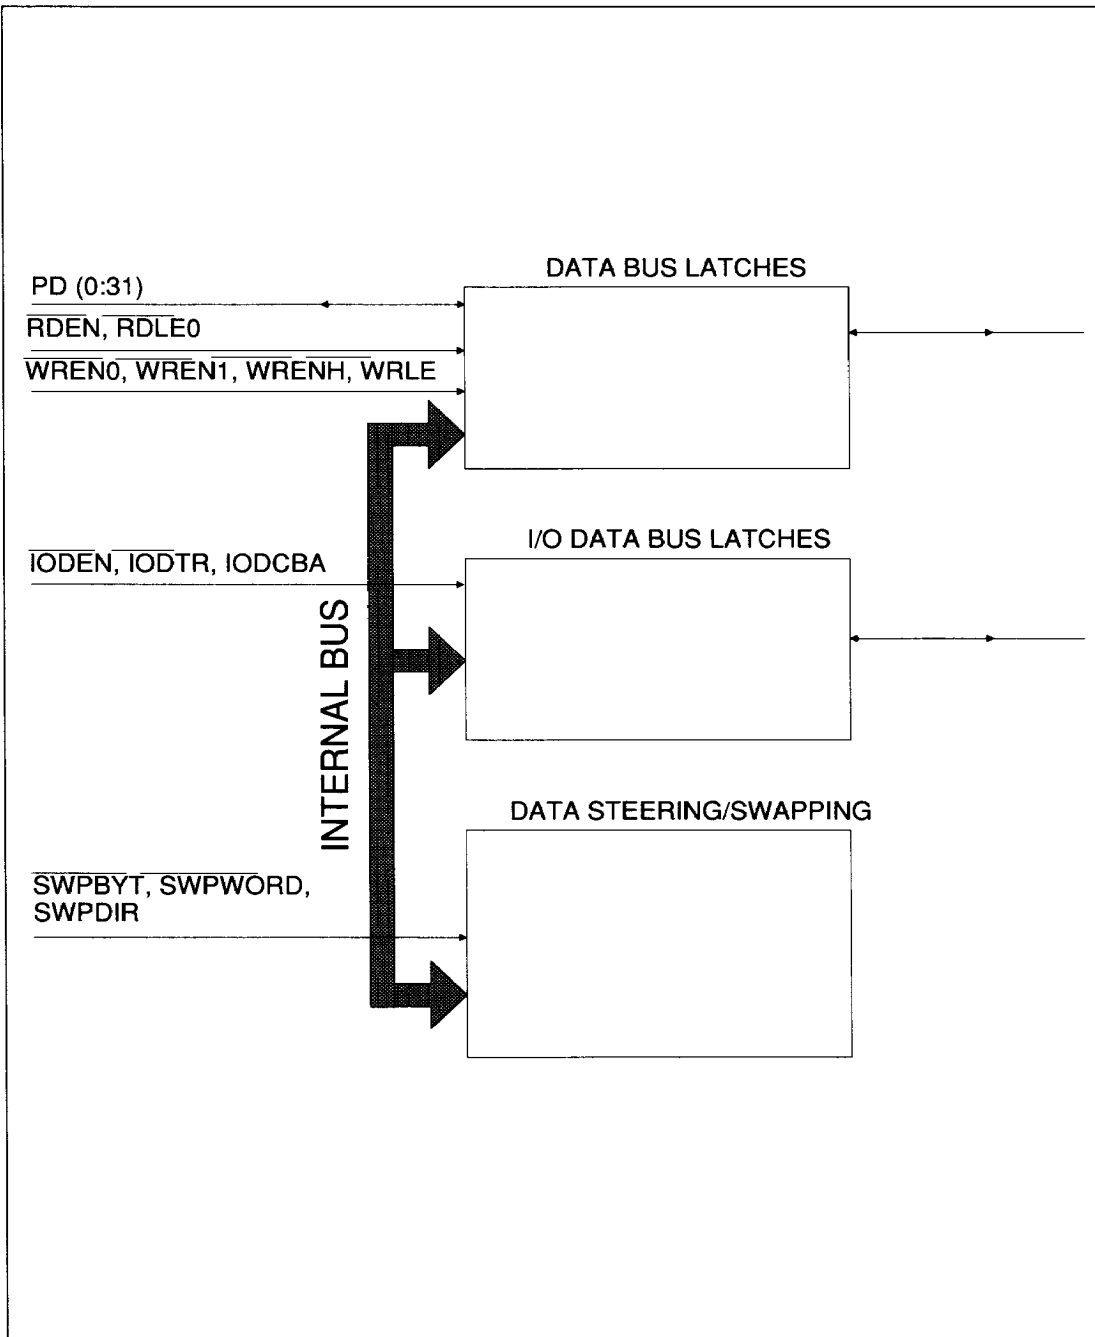 DATA BUS LATCHES
PD (0:31)
RDEN, RDLE0
WREN0, WREN1, WRENH, WRLE
I/O DATA BUS LATCHES
IODEN, IODTR, IODCBA
INTERNAL BUS
DATA STEERING/SWAPPING
SWPBYT, SWPWORD,
SWPDIR